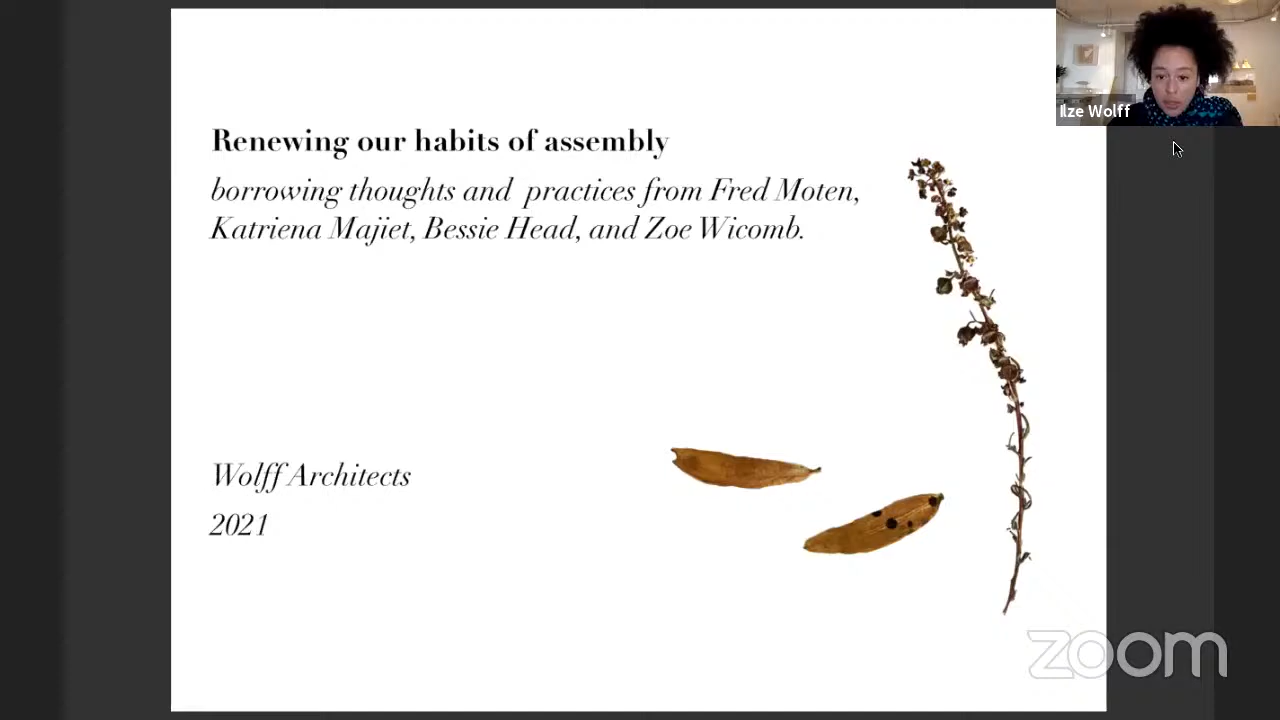 Renewing our habits of assembly
borrowing thoughts and practices from Fred Moten,
Katriena Majiet, Bessie Head, and Zoe Wicomb.
Wolff Architects
2021
Ilze Wolff
zoom